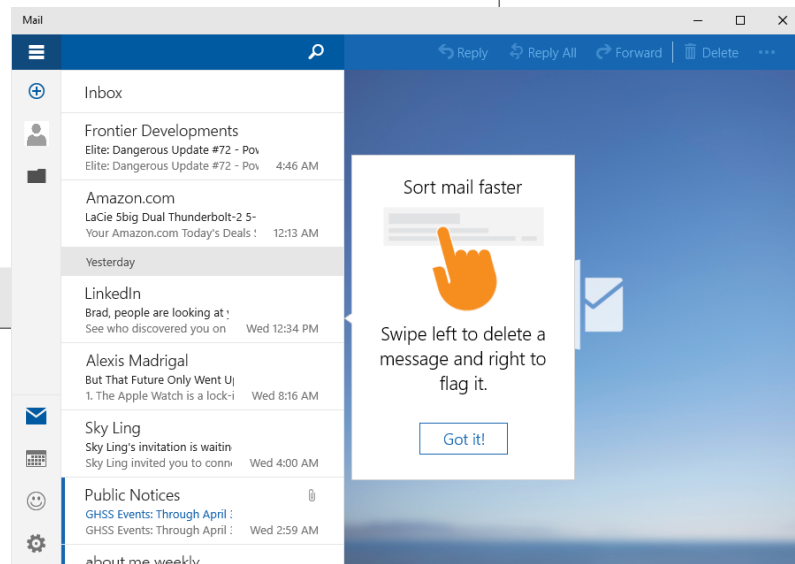 Mail
Reply
Reply All
Forward
Delete
Inbox
Frontier Developments
Elite: Dangerous Update #72 - Pov
Elite: Dangerous Update #72 - Pov 4:46 AM
Amazon.com
LaCie 5big Dual Thunderbolt-2 5-
Your Amazon.com Today's Deals 12:13 AM
Yesterday
LinkedIn
Brad, people are looking at
See who discovered you on Wed 12:34 PM
Alexis Madrigal
But That Future Only Went
1. The Apple Watch is a lock-i Wed 8:16 AM
Sky Ling
Sky Ling's invitation is waitin
Sky Ling invited you to conn Wed 4:00 AM
Public Notices
GHSS Events: Through April
GHSS Events: Through April Wed 2:59 AM
about me weekly
Sort mail faster
Swipe left to delete a
message and right to
flag it.
Got it!